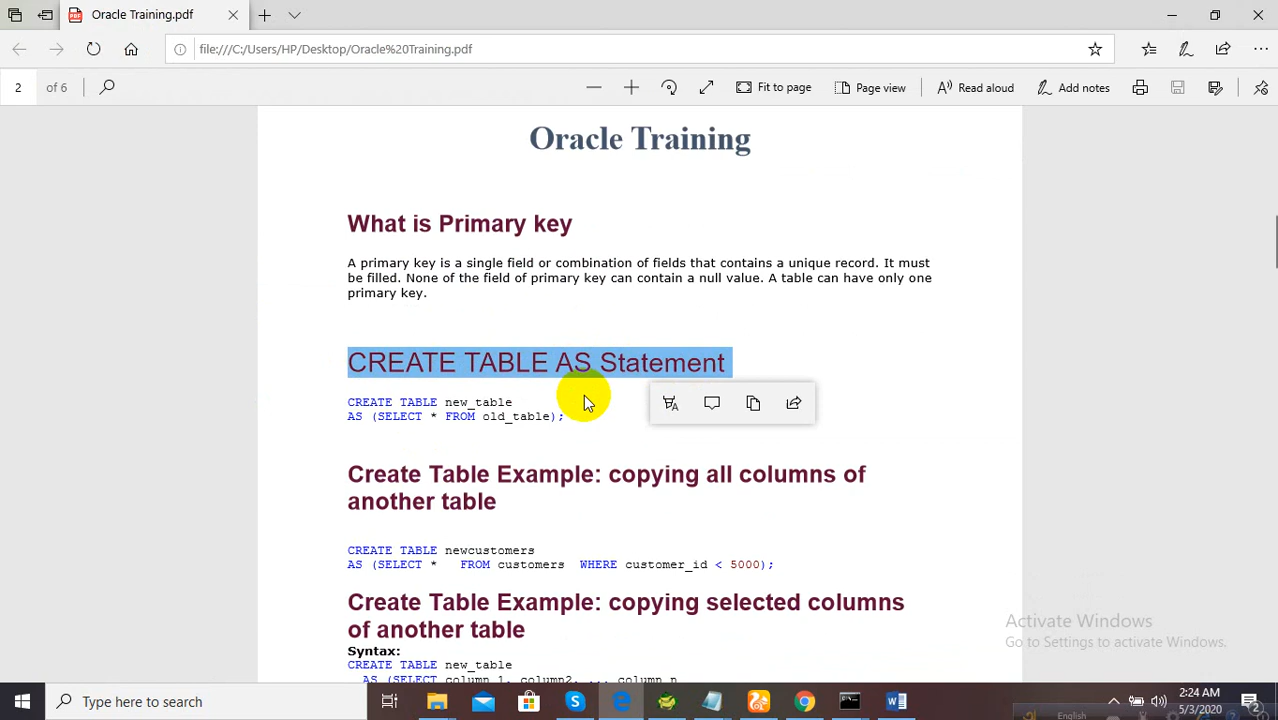 Oracle Training.pdf
file:///C:/Users/HP/Desktop/Oracle%20Training.pdf
2 of 6
Fit to page
Page view
Read aloud
Add notes
Oracle Training
What is Primary key
A primary key is a single field or combination of fields that contains a unique record. It must
be filled. None of the field of primary key can contain a null value. A table can have only one
primary key.
CREATE TABLE AS Statement
CREATE TABLE new_table
AS (SELECT * FROM old_table);
Create Table Example: copying all columns of
another table
CREATE TABLE newcustomers
AS (SELECT * FROM customers WHERE customer_id < 5000);
Create Table Example: copying selected columns
of another table
Syntax:
CREATE TABLE new_table
AS (SELECT column_1, column2, ... column_n
Activate Windows
Go to Settings to activate Windows.
Type here to search
2:24 AM
5/3/2020
English